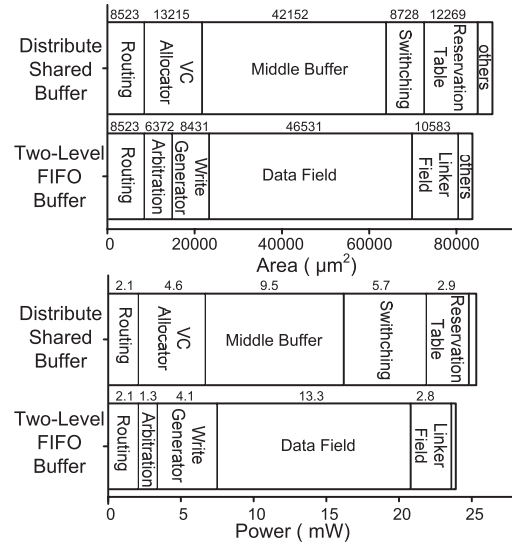 8523 13215 42152 8728 12269
Distribute
Shared
Buffer
Routing
VC
Allocator
Middle Buffer
Swithching
Reservation
Table
others
8523 6372 8431 46531 10583
Two-Level
FIFO
Buffer
Routing
Arbitration
Write
Generator
Data Field
Linker
Field
others
0 20000 40000 60000 80000
Area ( µm²)
2.1 4.6 9.5 5.7 2.9
Distribute
Shared
Buffer
Routing
VC
Allocator
Middle Buffer
Swithching
Reservation
Table
2.1 1.3 4.1 13.3 2.8
Two-Level
FIFO
Buffer
Routing
Arbitration
Write
Generator
Data Field
Linker
Field
0 5 10 15 20 25
Power ( mW)